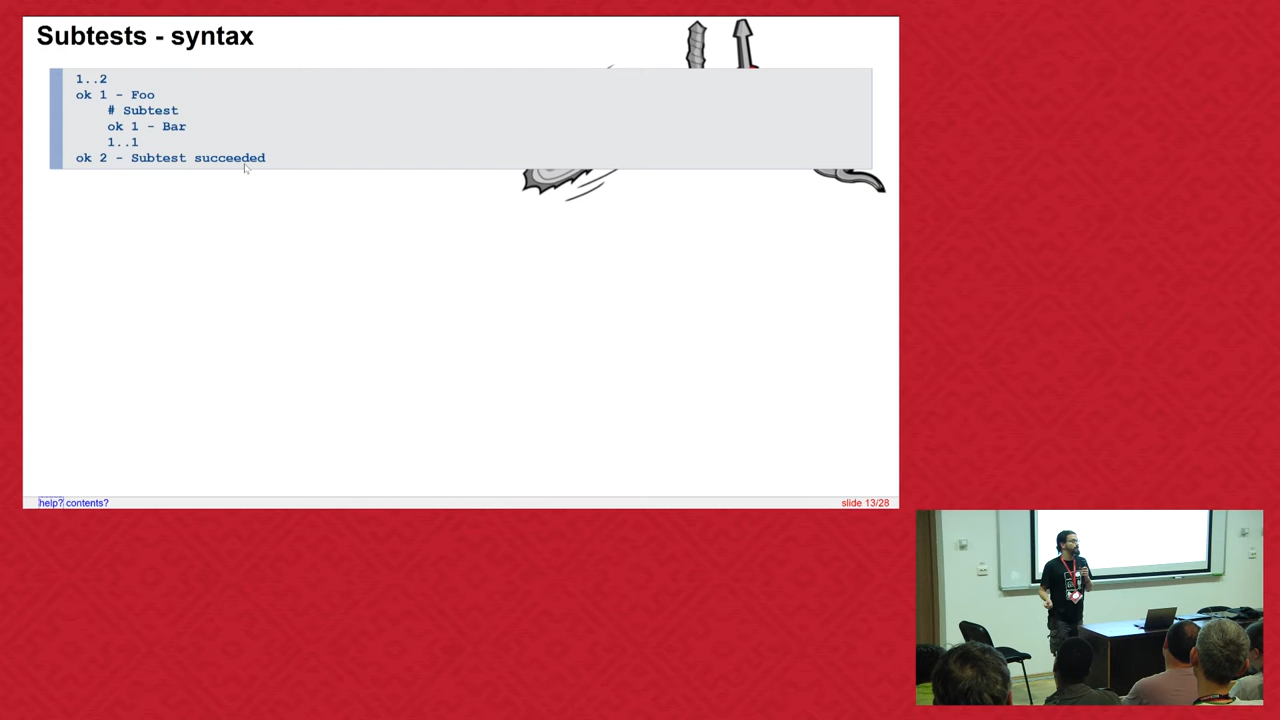 Subtests - syntax
1..2
ok 1 - Foo
# Subtest
ok 1 - Bar
1..1
ok 2 - Subtest succeeded
help? contents?
slide 13/28